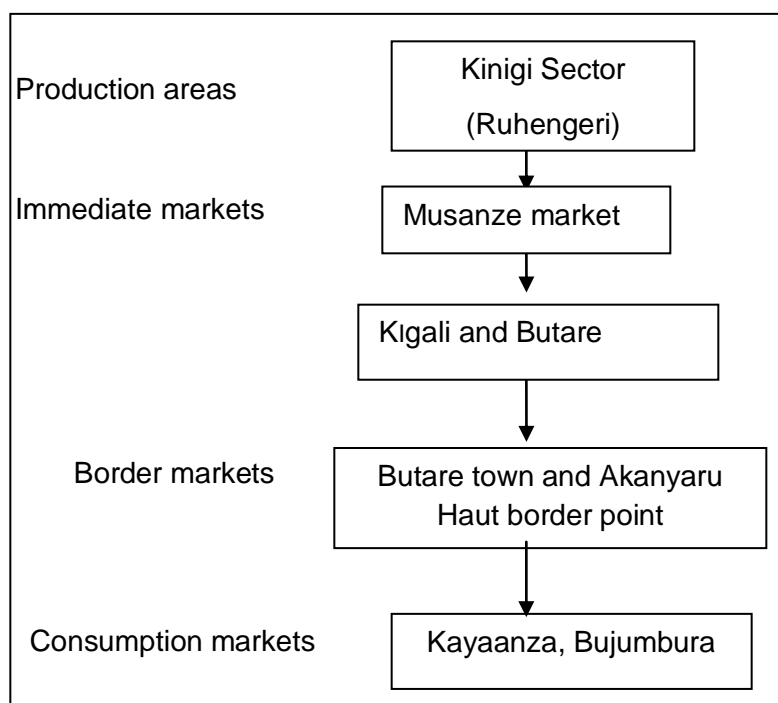 Production areas
Kinigi Sector
(Ruhengeri)
Immediate markets
Musanze market
KIgali and Butare
Border markets
Butare town and Akanyaru
Haut border point
Consumption markets
Kayaanza, Bujumbura